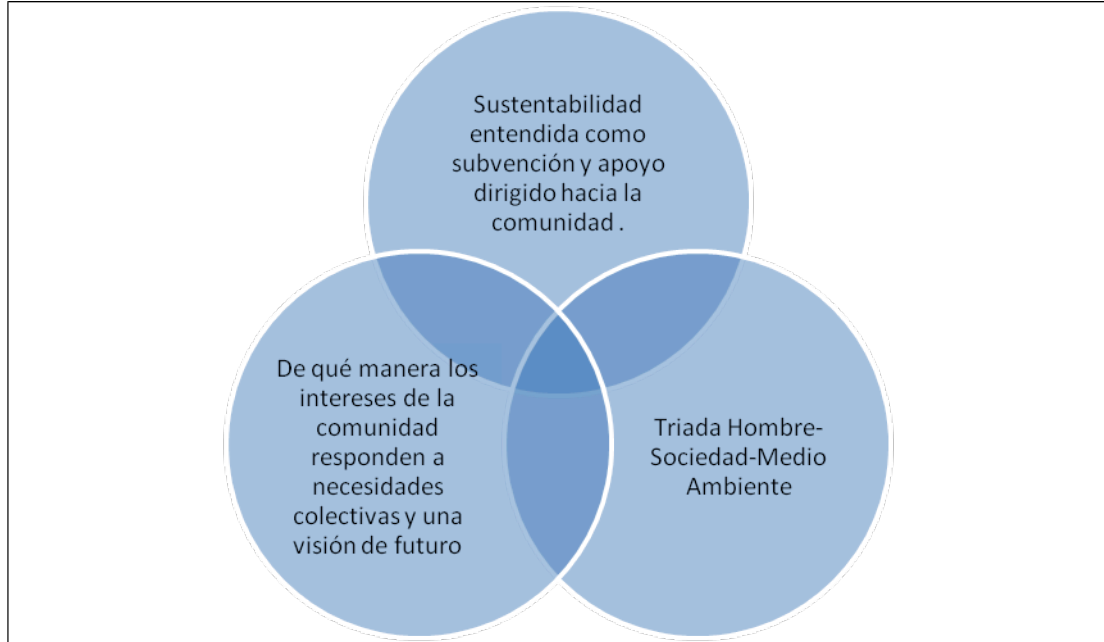 Sustentabilidad
entendida como
subvención y apoyo
dirigido hacia la
comunidad .
De qué manera los
intereses de la
comunidad
responden a
necesidades
colectivas y una
visión de futuro
Triada Hombre-
Sociedad-Medio
Ambiente